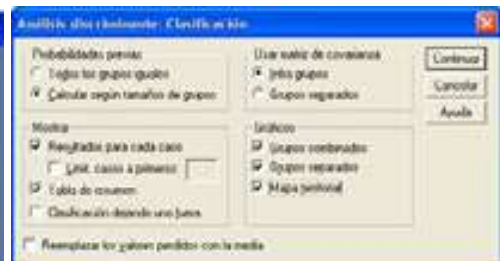 Análisis discriminante: Clasificación
Probabilidades previas
Todos los grupos iguales
Calcular según tamaños de grupos
Usar matriz de covarianza
Intra-grupos
Grupos separados
Continuar
Cancelar
Ayuda
Mostrar
Resultados para cada caso
Limit. casos a primeros:
Tabla de resumen
Clasificación dejando uno fuera
Gráficos
Grupos combinados
Grupos separados
Mapa territorial
Reemplazar los valores perdidos con la media